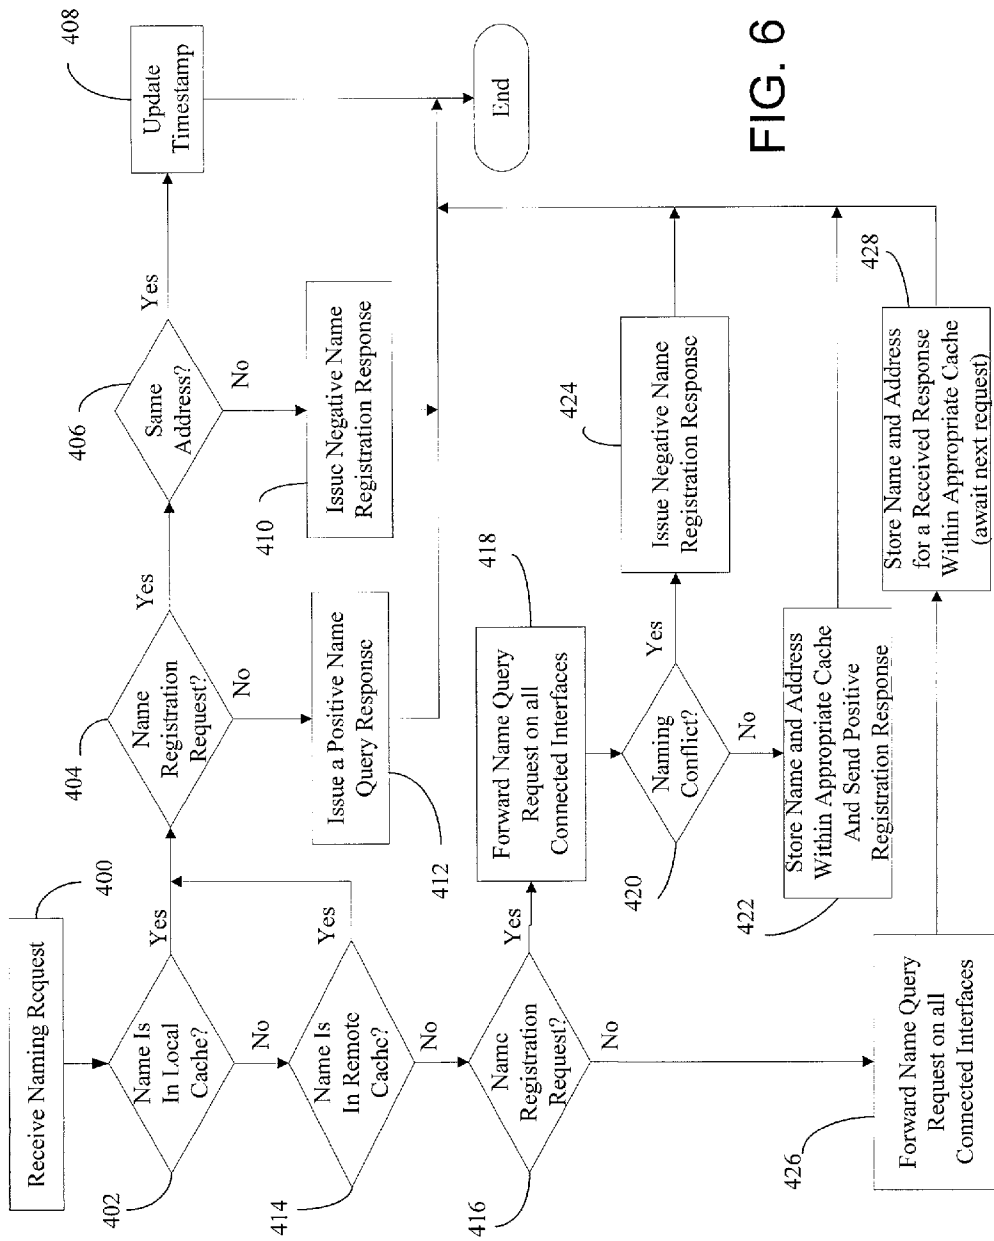 400
Receive Naming Request
402
Name Is
In Local
Cache?
Yes
No
404
Name
Registration
Request?
Yes
No
406
Same
Address?
Yes
No
408
Update
Timestamp
410
Issue Negative Name
Registration Response
412
Issue a Positive Name
Query Response
End
414
Name Is
In Remote
Cache?
Yes
No
416
Name
Registration
Request?
Yes
No
418
Forward Name Query
Request on all
Connected Interfaces
420
Naming
Conflict?
Yes
No
424
Issue Negative Name
Registration Response
422
Store Name and Address
Within Appropriate Cache
And Send Positive
Registration Response
426
Forward Name Query
Request on all
Connected Interfaces
428
Store Name and Address
for a Received Response
Within Appropriate Cache
(await next request)
FIG. 6